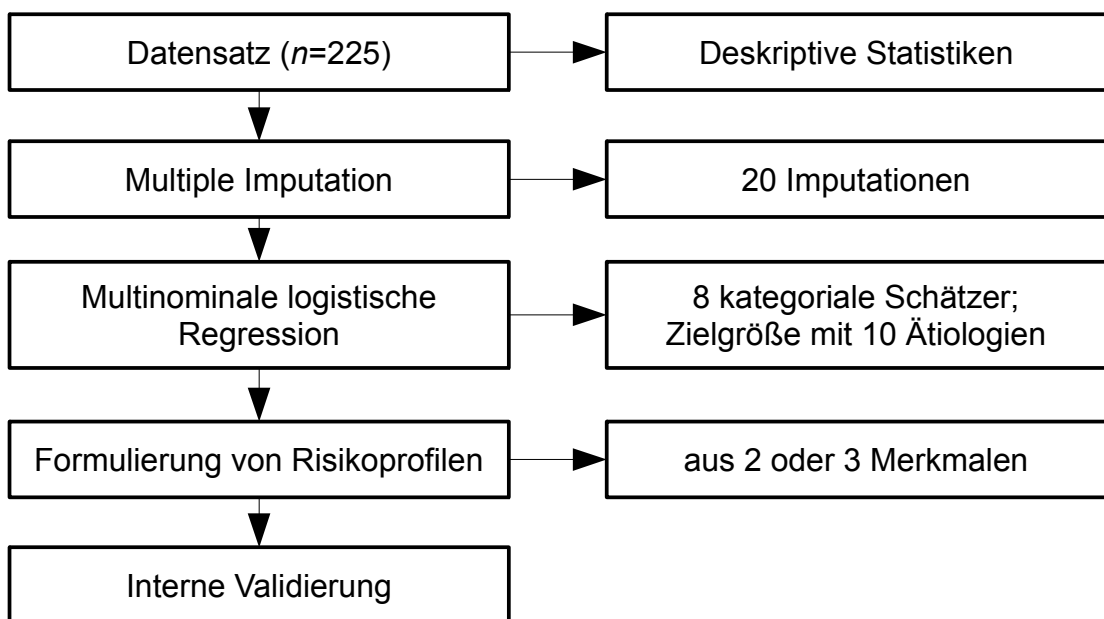 Datensatz (n=225)
Deskriptive Statistiken
Multiple Imputation
20 Imputationen
Multinominale logistische
Regression
8 kategoriale Schätzer;
Zielgröße mit 10 Ätiologien
Formulierung von Risikoprofilen
aus 2 oder 3 Merkmalen
Interne Validierung